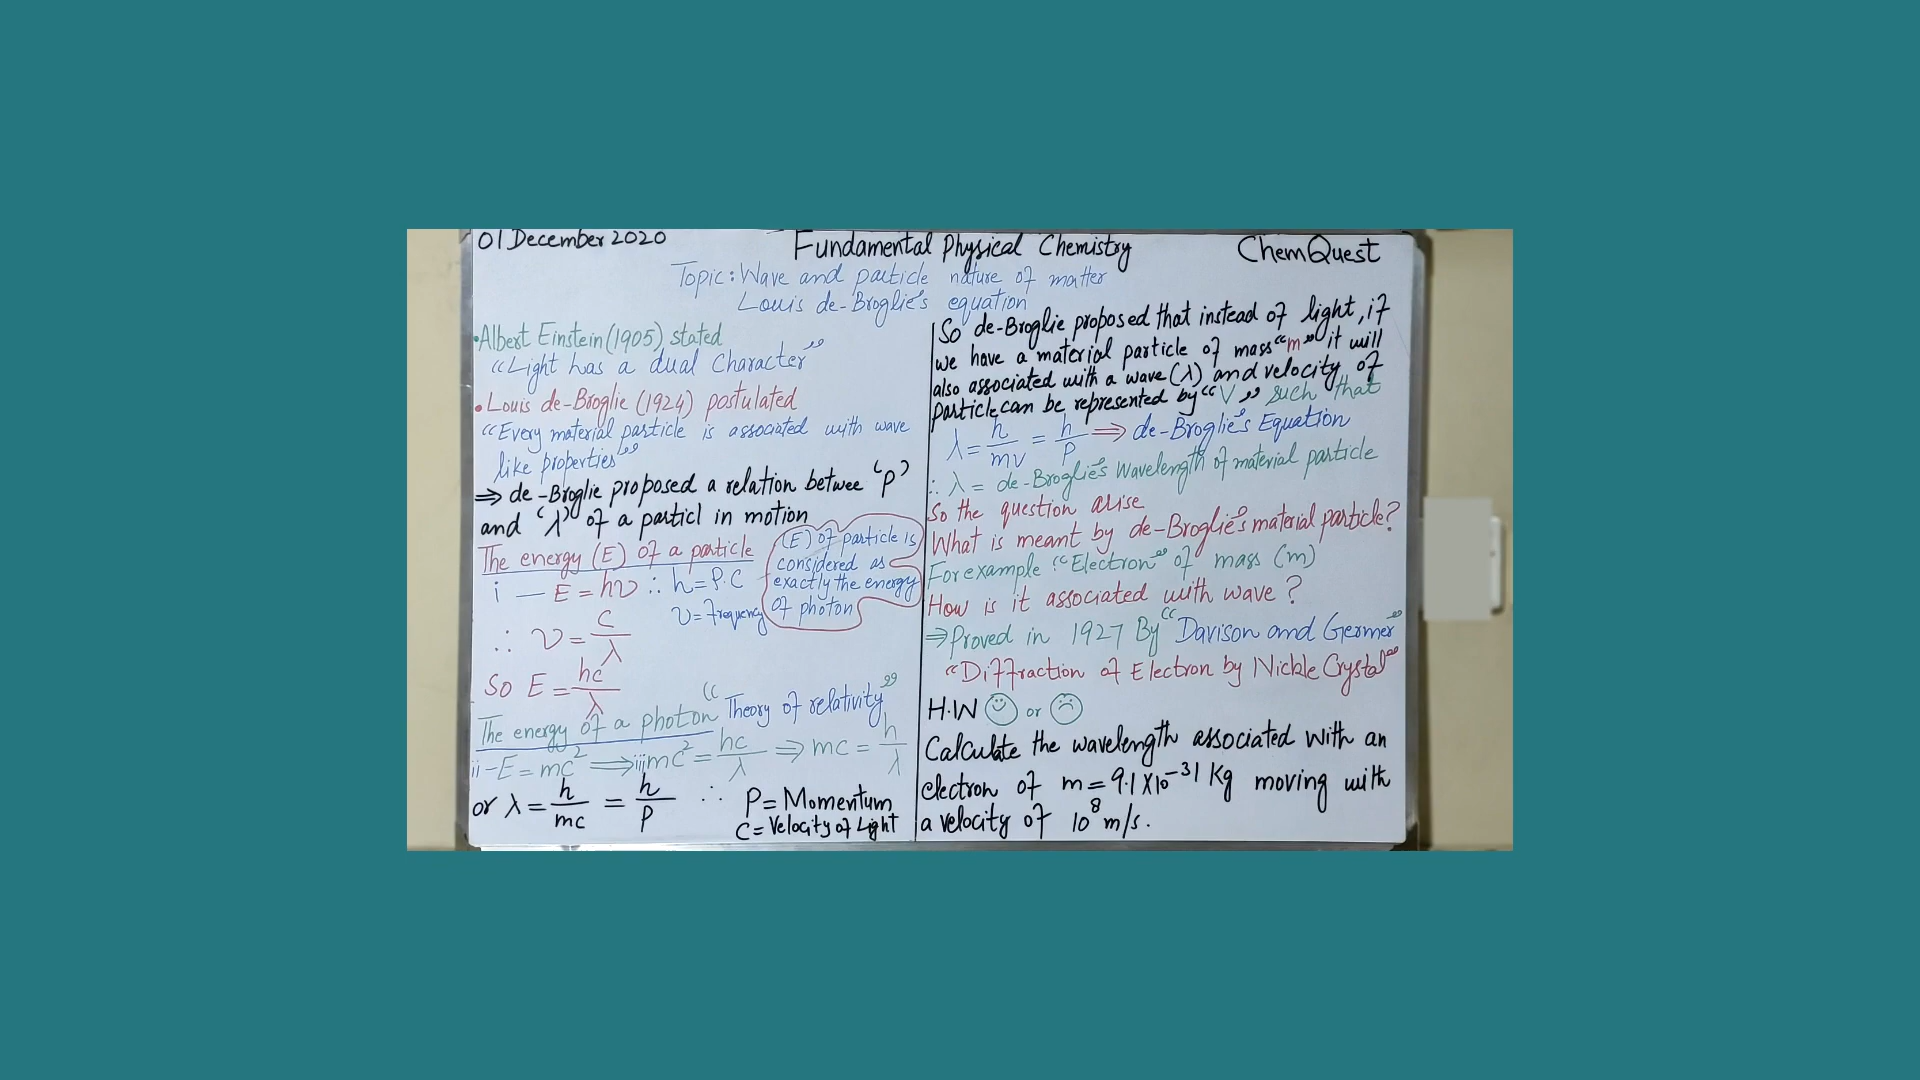 01 December 2020
Fundamental Physical Chemistry
ChemQuest
Topic: Wave and particle nature of matter
Louis de-Broglie's equation
•Albert Einstein (1905) stated
"Light has a dual Character"
•Louis de-Broglie (1924) postulated
"Every material particle is associated with wave
like properties"
⇒ de-Broglie proposed a relation betwee 'p'
and 'λ' of a particl in motion
The energy (E) of a particle
i — E = hυ ∴ h = P.C
υ = Frequency
(E) of particle is
considered as
exactly the energy
of photon
∴ υ = c/λ
So E = hc/λ
The energy of a photon "Theory of relativity"
ii - E = mc² ⇒ iii mc² = hc/λ ⇒ mc = h/λ
or λ = h/mc = h/p ∴ P = Momentum
C = Velocity of Light
So de-Broglie proposed that instead of light, if
we have a material particle of mass "m" it will
also associated with a wave (λ) and velocity of
particle can be represented by "V" such that
λ = h/mv = h/P ⇒ de-Broglie's Equation
∴ λ = de-Broglie's Wavelength of material particle
So the question arise
What is meant by de-Broglie's material particle?
For example : "Electron" of mass (m)
How is it associated with wave ?
⇒ Proved in 1927 By "Davison and Germer"
"Diffraction of Electron by Nickle Crystal"
H.W ☺ or ☹
Calculate the wavelength associated with an
electron of m = 9.1 X 10⁻³¹ Kg moving with
a velocity of 10⁸ m/s.